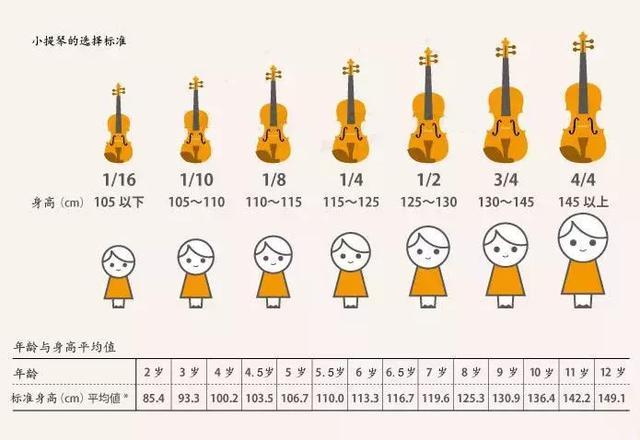 小提琴的选择标准
1/16 1/10 1/8 1/4 1/2 3/4 4/4
身高(cm) 105 以下 105～110 110～115 115～125 125～130 130～145 145 以上
年龄与身高平均值
年龄 2 岁 3 岁 4 岁 4.5 岁 5 岁 5.5 岁 6 岁 6.5 岁 7 岁 8 岁 9 岁 10 岁 11 岁 12 岁
标准身高(cm) 平均値* 85.4 93.3 100.2 103.5 106.7 110.0 113.3 116.7 119.6 125.3 130.9 136.4 142.2 149.1